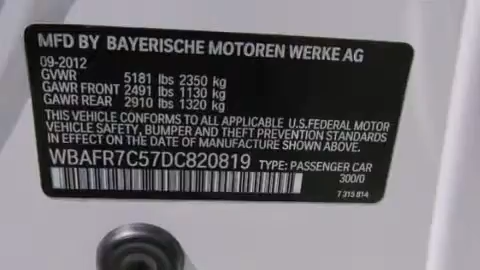 MFD BY BAYERISCHE MOTOREN WERKE AG
09-2012
GVWR 5181 lbs 2350 kg
GAWR FRONT 2491 lbs 1130 kg
GAWR REAR 2910 lbs 1320 kg
THIS VEHICLE CONFORMS TO ALL APPLICABLE U.S.FEDERAL MOTOR
VEHICLE SAFETY, BUMPER, AND THEFT PREVENTION STANDARDS
IN EFFECT ON THE DATE OF MANUFACTURE SHOWN ABOVE.
WBAFR7C57DC820819 TYPE: PASSENGER CAR
300/0
7 315 814